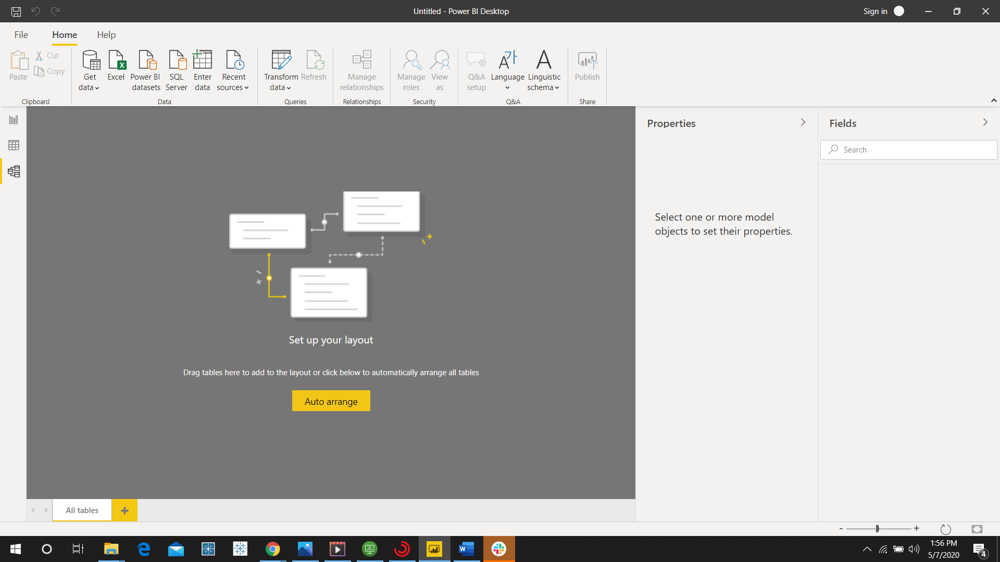 Untitled - Power BI Desktop
Sign in
File Home Help
Paste
Cut
Copy
Clipboard
Get data
Excel
Power BI datasets
SQL Server
Enter data
Recent sources
Data
Transform data
Refresh
Queries
Manage relationships
Relationships
Manage roles
View as
Security
Q&A setup
Language
Linguistic schema
Q&A
Publish
Share
Set up your layout
Drag tables here to add to the layout or click below to automatically arrange all tables
Auto arrange
Properties
Select one or more model
objects to set their properties.
Fields
Search
All tables
- +
1:56 PM
5/7/2020
4